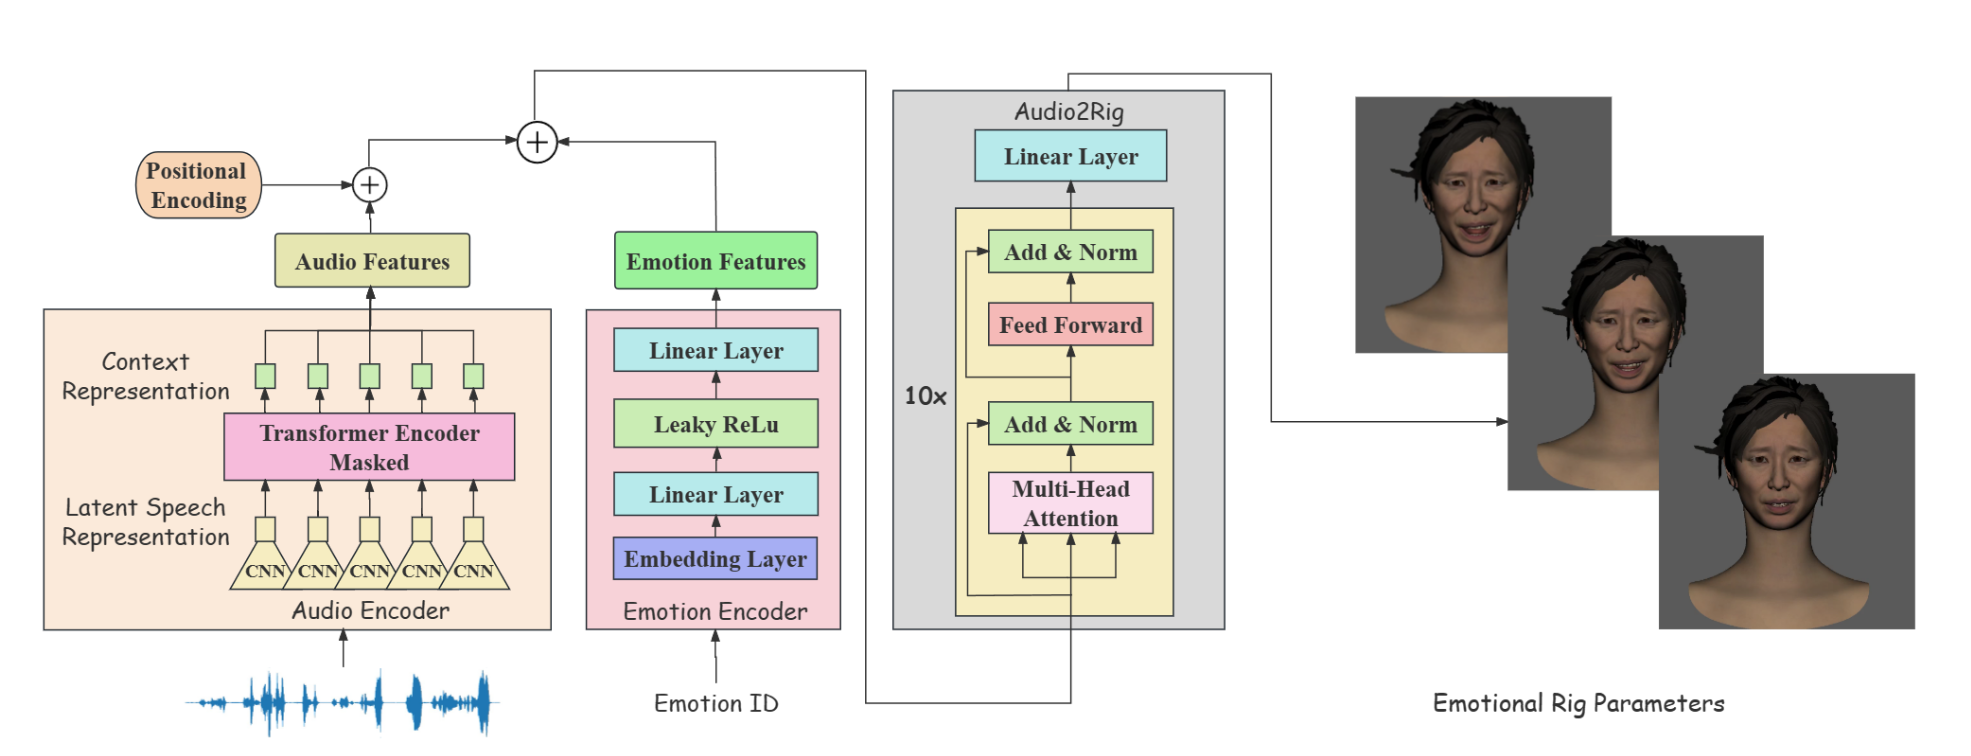 Positional
Encoding
Audio Features
Context
Representation
Transformer Encoder
Masked
Latent Speech
Representation
CNN CNN CNN CNN CNN
Audio Encoder
Emotion Features
Linear Layer
Leaky ReLu
Linear Layer
Embedding Layer
Emotion Encoder
Emotion ID
Audio2Rig
Linear Layer
Add & Norm
Feed Forward
10x
Add & Norm
Multi-Head
Attention
Emotional Rig Parameters